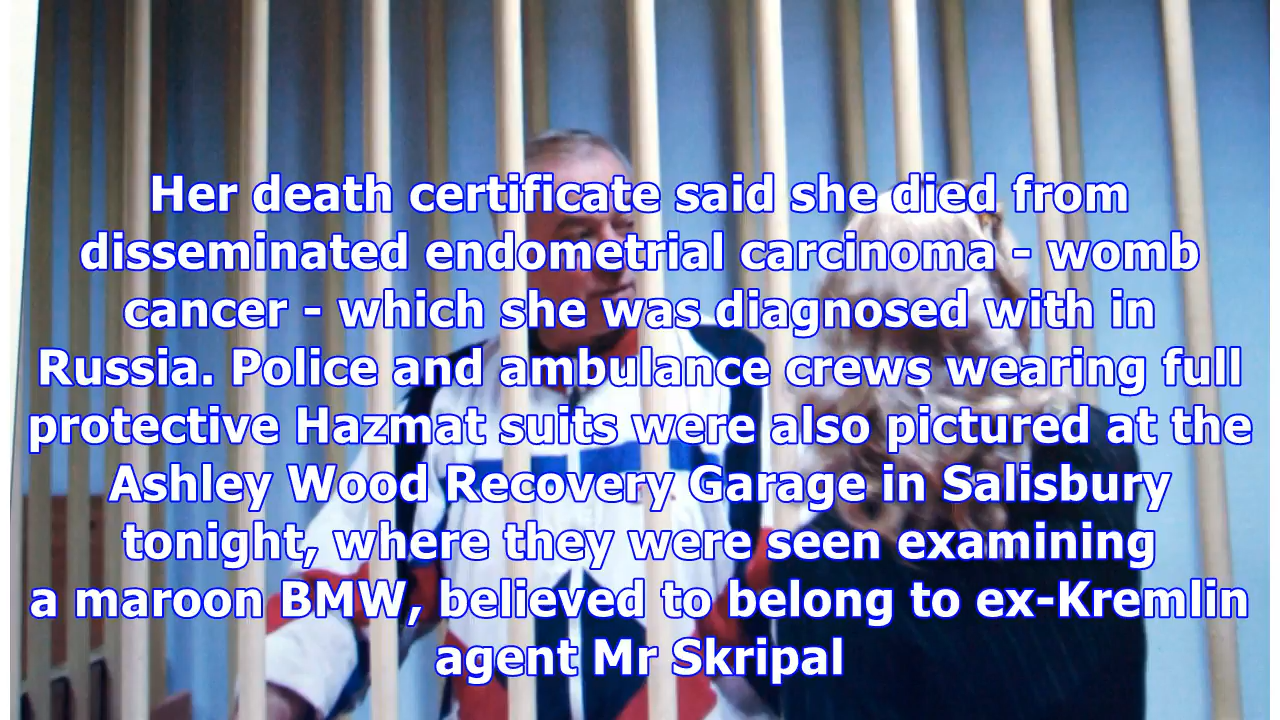 Her death certificate said she died from
disseminated endometrial carcinoma - womb
cancer - which she was diagnosed with in
Russia. Police and ambulance crews wearing full
protective Hazmat suits were also pictured at the
Ashley Wood Recovery Garage in Salisbury
tonight, where they were seen examining
a maroon BMW, believed to belong to ex-Kremlin
agent Mr Skripal